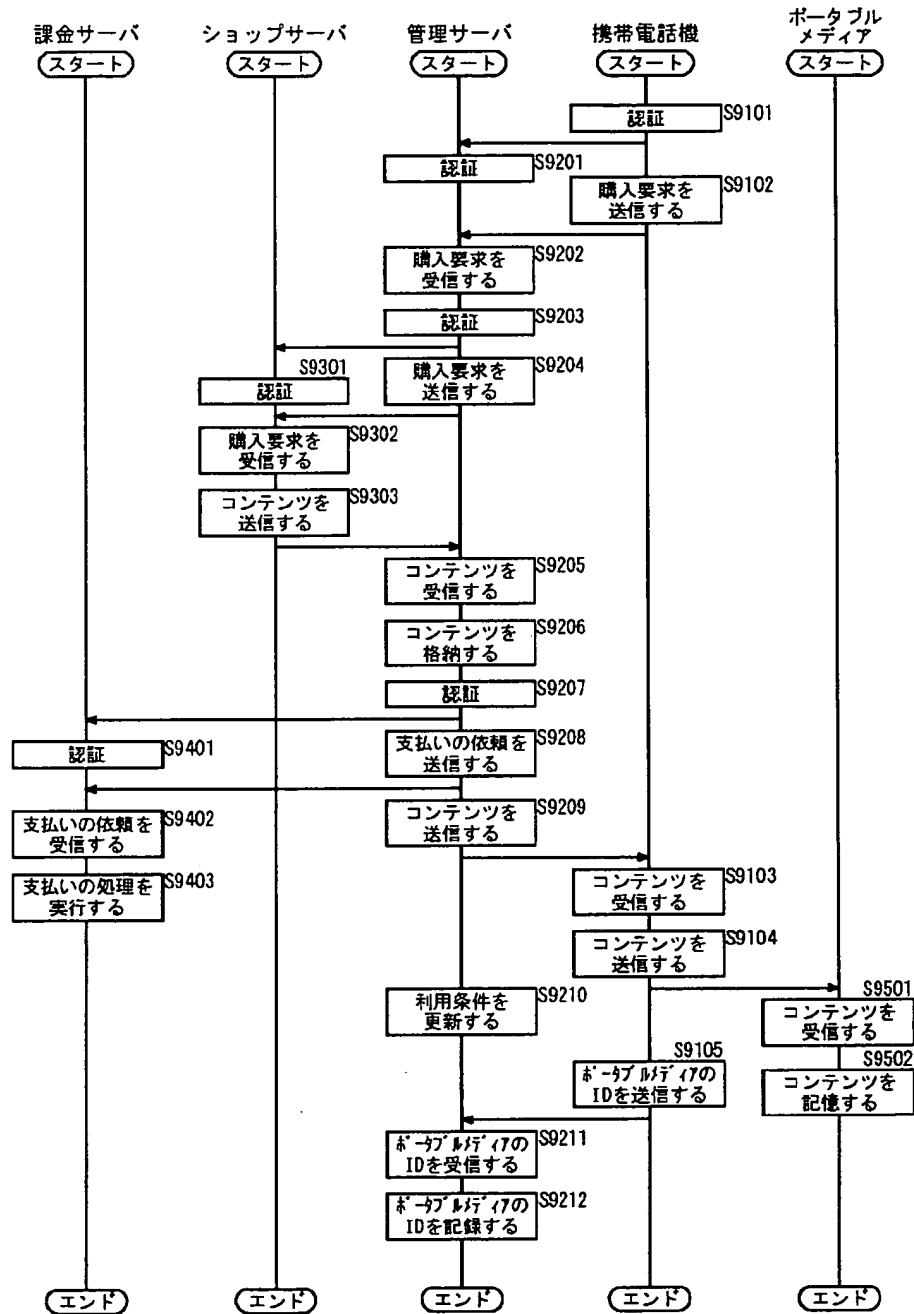 課金サーバ
ショップサーバ
管理サーバ
携帯電話機
ポータブル
メディア
スタート
スタート
スタート
スタート
スタート
認証
S9101
認証
S9201
購入要求を
送信する
S9102
購入要求を
受信する
S9202
認証
S9203
購入要求を
送信する
S9204
S9301
認証
購入要求を
受信する
S9302
コンテンツを
送信する
S9303
コンテンツを
受信する
S9205
コンテンツを
格納する
S9206
認証
S9207
支払いの依頼を
送信する
S9208
認証
S9401
コンテンツを
送信する
S9209
支払いの依頼を
受信する
S9402
コンテンツを
受信する
S9103
支払いの処理を
実行する
S9403
コンテンツを
送信する
S9104
利用条件を
更新する
S9210
S9501
コンテンツを
受信する
S9105
ポータブルメディアの
IDを送信する
S9502
コンテンツを
記憶する
ポータブルメディアの
IDを受信する
S9211
ポータブルメディアの
IDを記録する
S9212
エンド
エンド
エンド
エンド
エンド